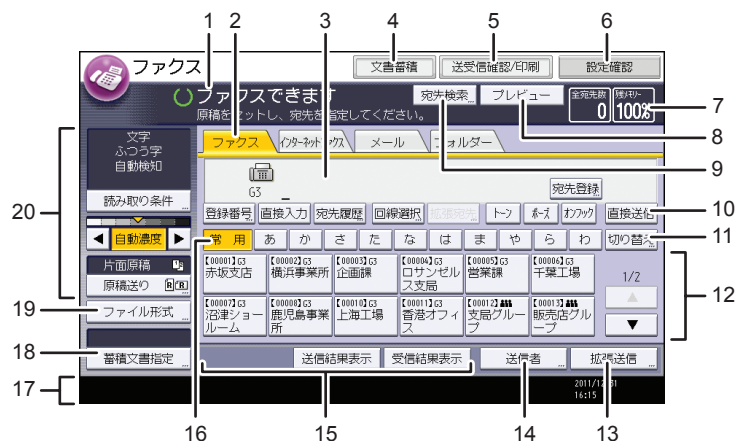 1 2 3 4 5 6
ファクス 文書蓄積 送受信確認/印刷 設定確認
ファクスできます 宛先検索 プレビュー 全宛先数 残メモリー
原稿をセットし、宛先を指定してください。 0 100% 7
文字 ファクス インターネットファクス メール フォルダー 8
ふつう字 9
自動検知
G3 _ 宛先登録
読み取り条件
登録番号 直接入力 宛先履歴 回線選択 拡張宛先 トーン ポーズ オンフック 直接送信 10
20
◀ 自動濃度 ▶ 常用 あ か さ た な は ま や ら わ 切り替え 11
片面原稿 【00001】G3 【00002】G3 【00003】G3 【00004】G3 【00005】G3 【00006】G3
原稿送り 赤坂支店 横浜事業所 企画課 ロサンゼルス支局 営業課 千葉工場 1/2
19 ファイル形式 【00007】G3 【00008】G3 【00010】G3 【00011】G3 【00012】 【00013】 ▲ 12
沼津ショールーム 鹿児島事業所 上海工場 香港オフィス 支局グループ 販売店グループ ▼
18 蓄積文書指定 送信結果表示 受信結果表示 送信者 拡張送信
17 2011/12/31
16:15
16 15 14 13